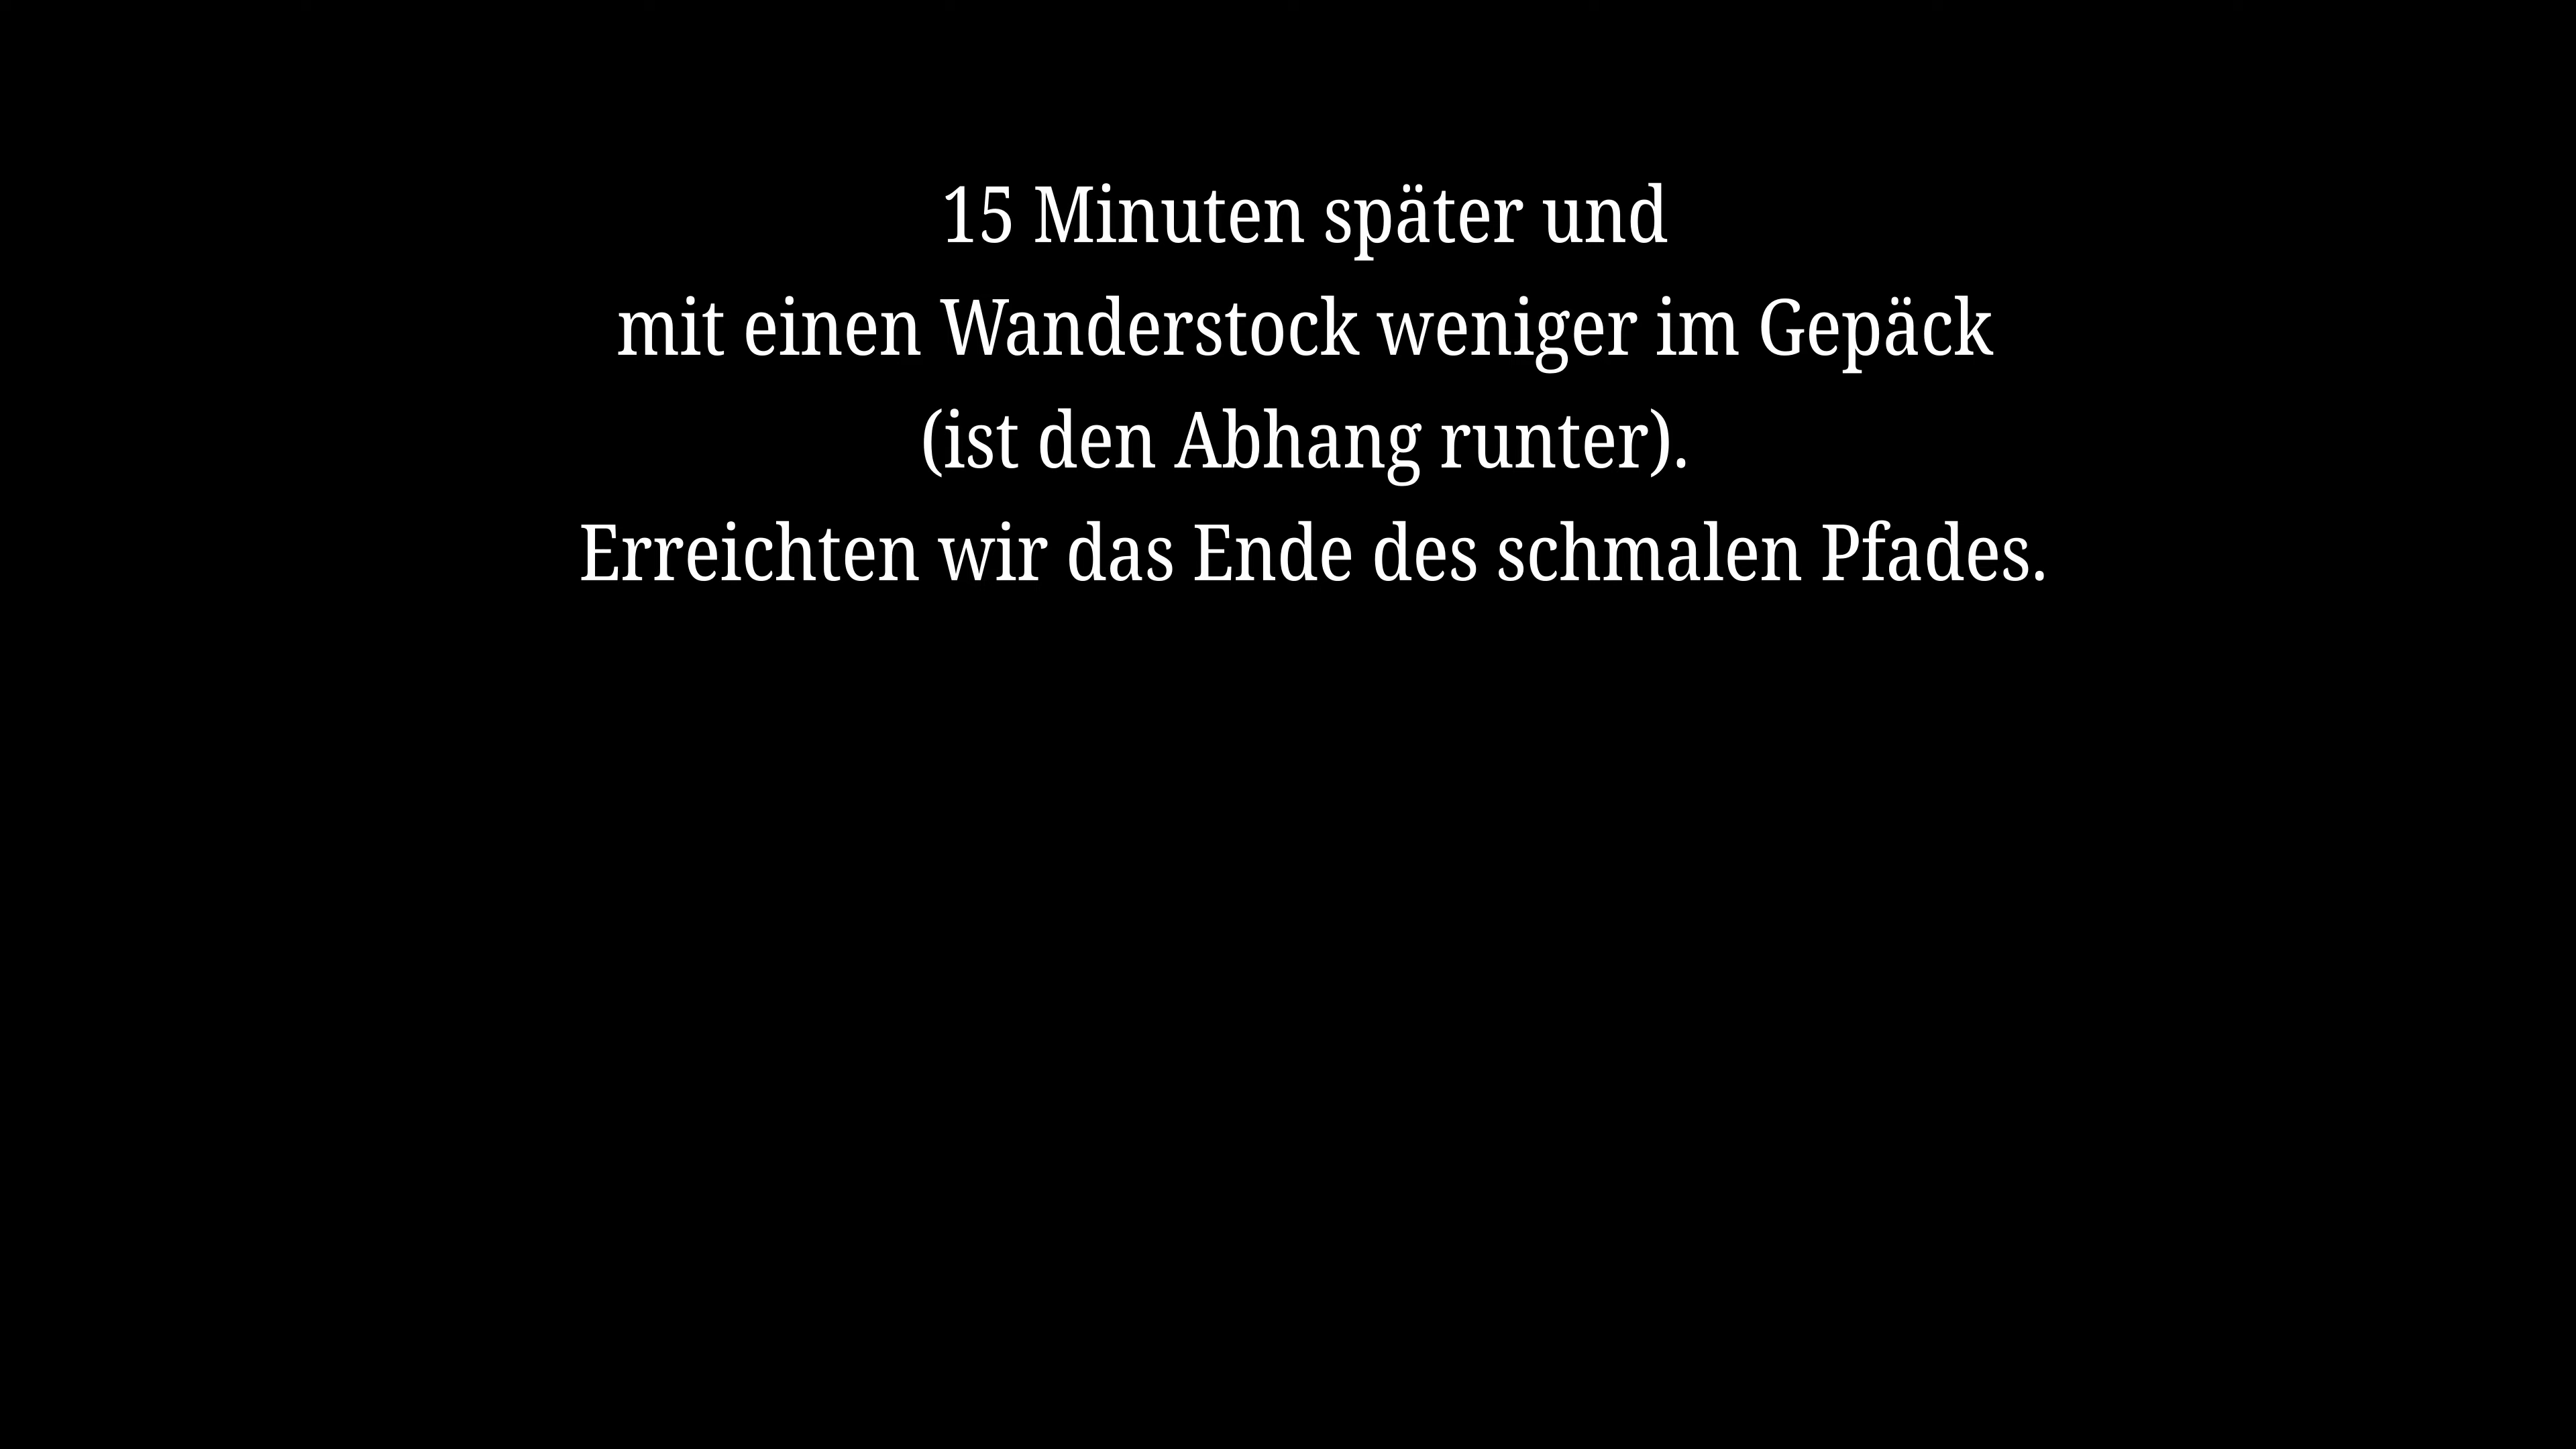 15 Minuten später und
mit einen Wanderstock weniger im Gepäck
(ist den Abhang runter).
Erreichten wir das Ende des schmalen Pfades.